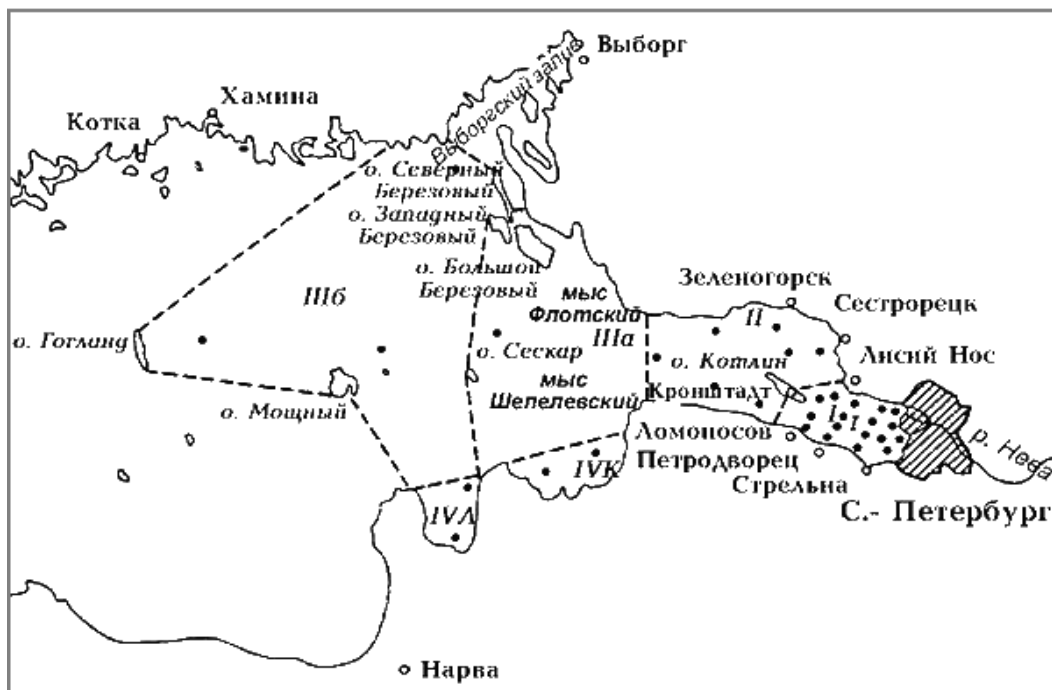 Выборг
Выборгский залив
Хамина
Котка
о. Северный
Березовый
о. Западный
Березовый
о. Большой
Березовый
Зеленогорск
Сестрорецк
мыс
Флотский
IIIб
IIIа
II
о. Гогланд
о. Сескар
о. Котлин
Лисий Нос
мыс
Шепелевский
Кронштадт
о. Мощный
I
I
Ломоносов
Петродворец
Стрельна
р. Нева
IVК
С.- Петербург
IVЛ
Нарва